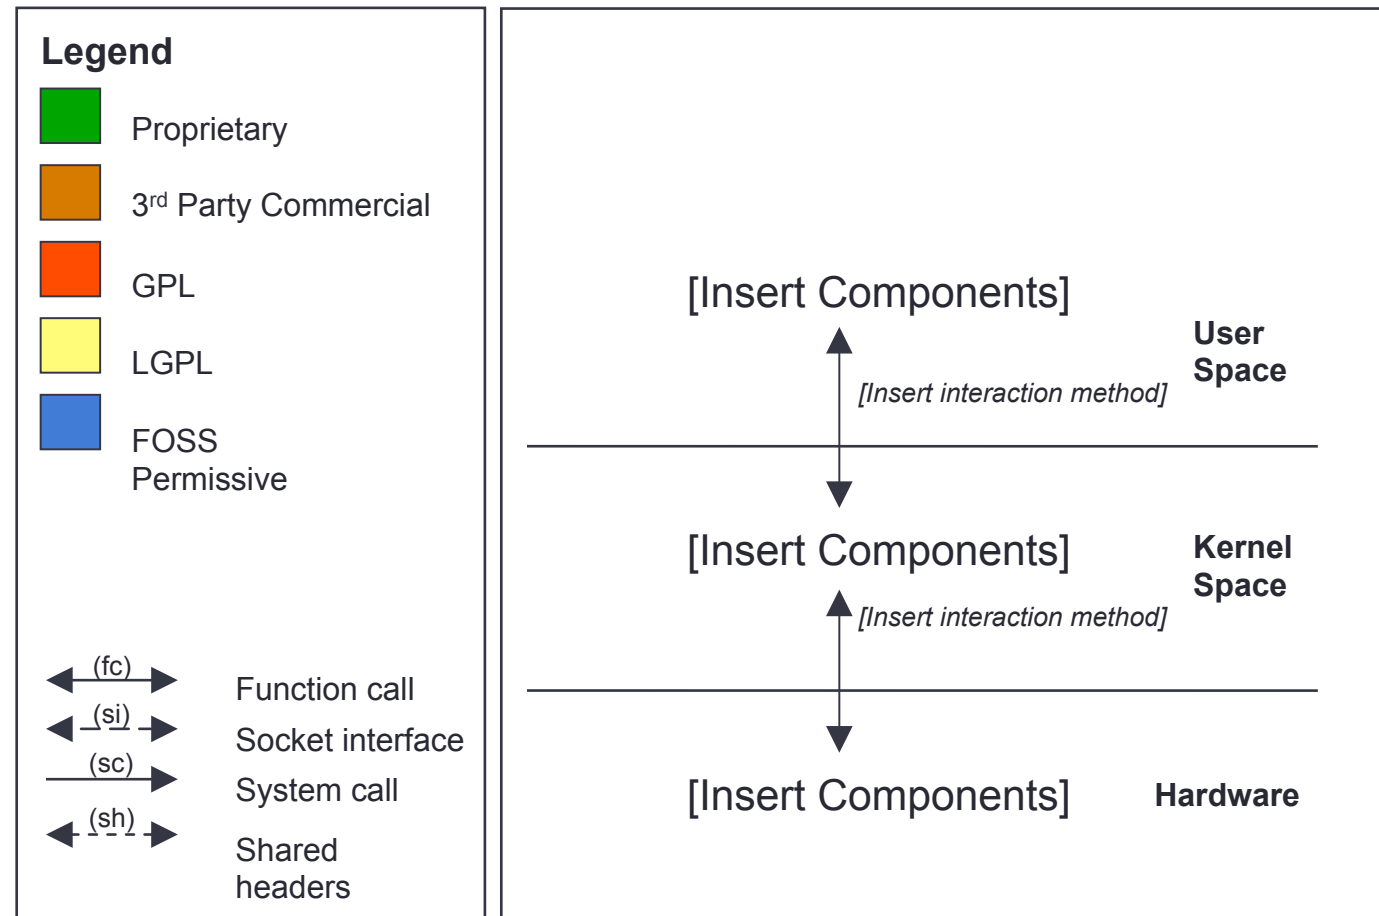 Legend
Proprietary
3rd Party Commercial
GPL
LGPL
FOSS
Permissive
(fc)
Function call
(si)
Socket interface
(sc)
System call
(sh)
Shared
headers
[Insert Components]
User
Space
[Insert interaction method]
[Insert Components]
Kernel
Space
[Insert interaction method]
[Insert Components]
Hardware